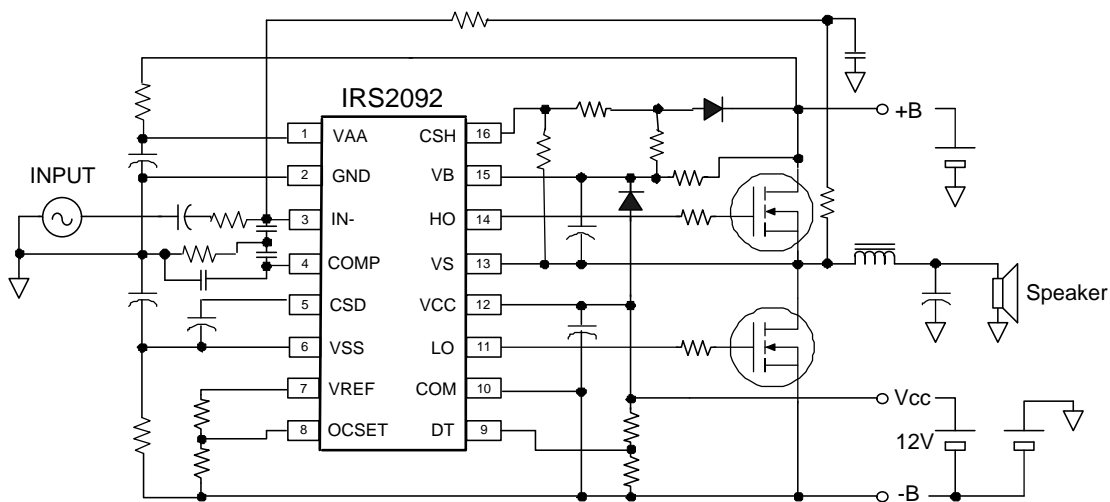 IRS2092
INPUT
1 VAA CSH 16
2 GND VB 15
3 IN- HO 14
4 COMP VS 13
5 CSD VCC 12
6 VSS LO 11
7 VREF COM 10
8 OCSET DT 9
+B
Speaker
Vcc
12V
-B